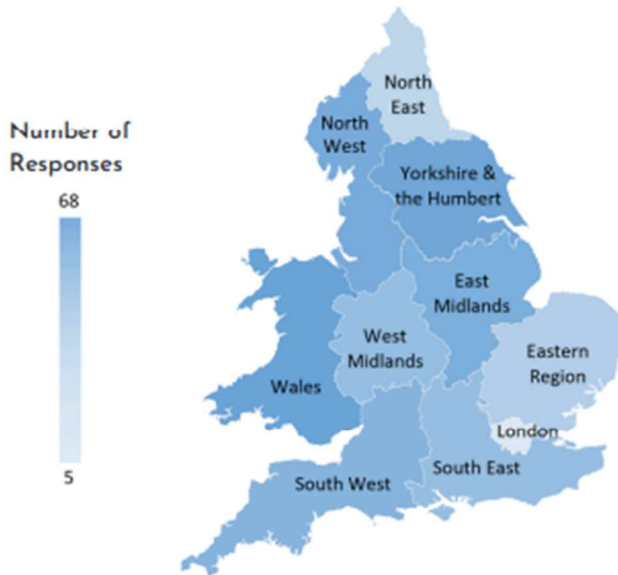 Number of
Responses
68
5
North
East
North
West
Yorkshire &
the Humbert
East
Midlands
West
Midlands
Eastern
Region
Wales
London
South East
South West